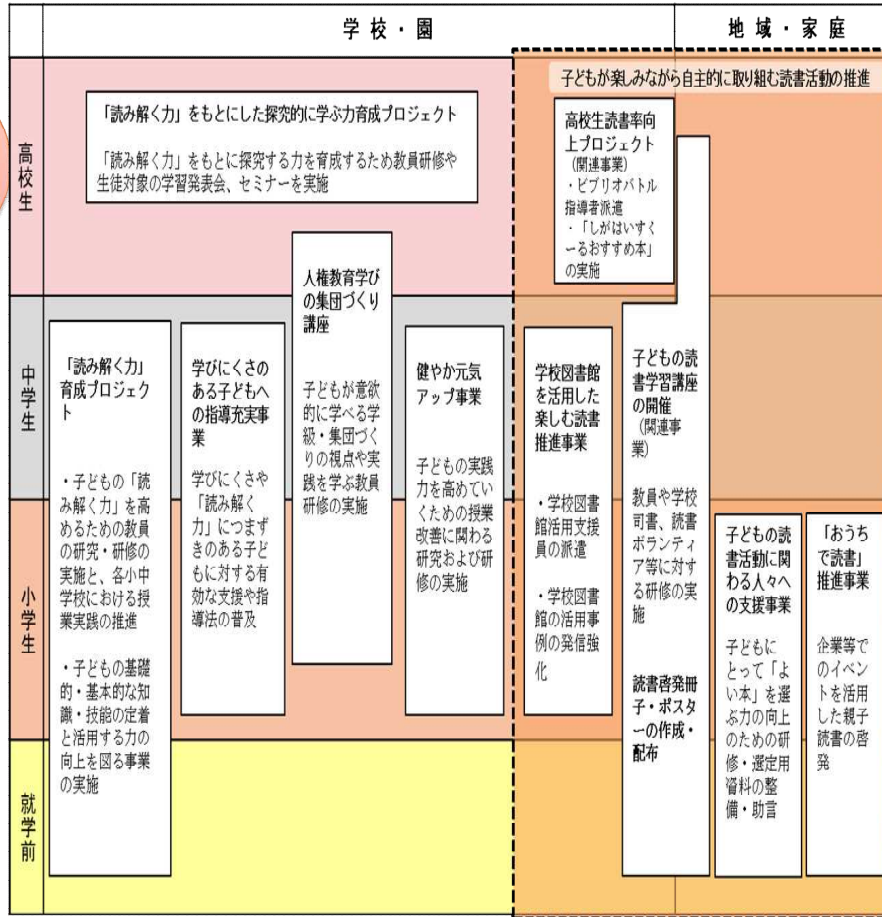 学校・園
地域・家庭
子どもが楽しみながら自主的に取り組む読書活動の推進
高校生
「読み解く力」をもとにした探究的に学ぶ力育成プロジェクト
「読み解く力」をもとに探究する力を育成するため教員研修や
生徒対象の学習発表会、セミナーを実施
高校生読書率向
上プロジェクト
(関連事業)
・ビブリオバトル
指導者派遣
・「しがはいすく
ーるおすすめ本」
の実施
人権教育学び
の集団づくり
講座
子どもが意欲
的に学べる学
級・集団づく
りの視点や実
践を学ぶ教員
研修の実施
中学生
「読み解く力」
育成プロジェク
ト
・子どもの「読
み解く力」を高
めるための教員
の研究・研修の
実施と、各小中
学校における授
業実践の推進
・子どもの基礎
的・基本的な知
識・技能の定着
と活用する力の
向上を図る事業
の実施
学びにくさの
ある子どもへ
の指導充実事
業
学びにくさや
「読み解く
力」につまず
きのある子ど
もに対する有
効な支援や指
導法の普及
健やか元気
アップ事業
子どもの実践
力を高めてい
くための授業
改善に関わる
研究および研
修の実施
学校図書館
を活用した
楽しむ読書
推進事業
・学校図書
館活用支援
員の派遣
・学校図書
館の活用事
例の発信強
化
子どもの読
書学習講座
の開催
(関連事
業)
教員や学校
司書、読書
ボランティ
ア等に対す
る研修の実
施
読書啓発冊
子・ポスタ
ーの作成・
配布
小学生
子どもの読
書活動に関
わる人々へ
の支援事業
子どもに
とって「よ
い本」を選
ぶ力の向上
のための研
修・選定用
資料の整
備・助言
「おうち
で読書」
推進事業
企業等で
のイベン
トを活用
した親子
読書の啓
発
就学前